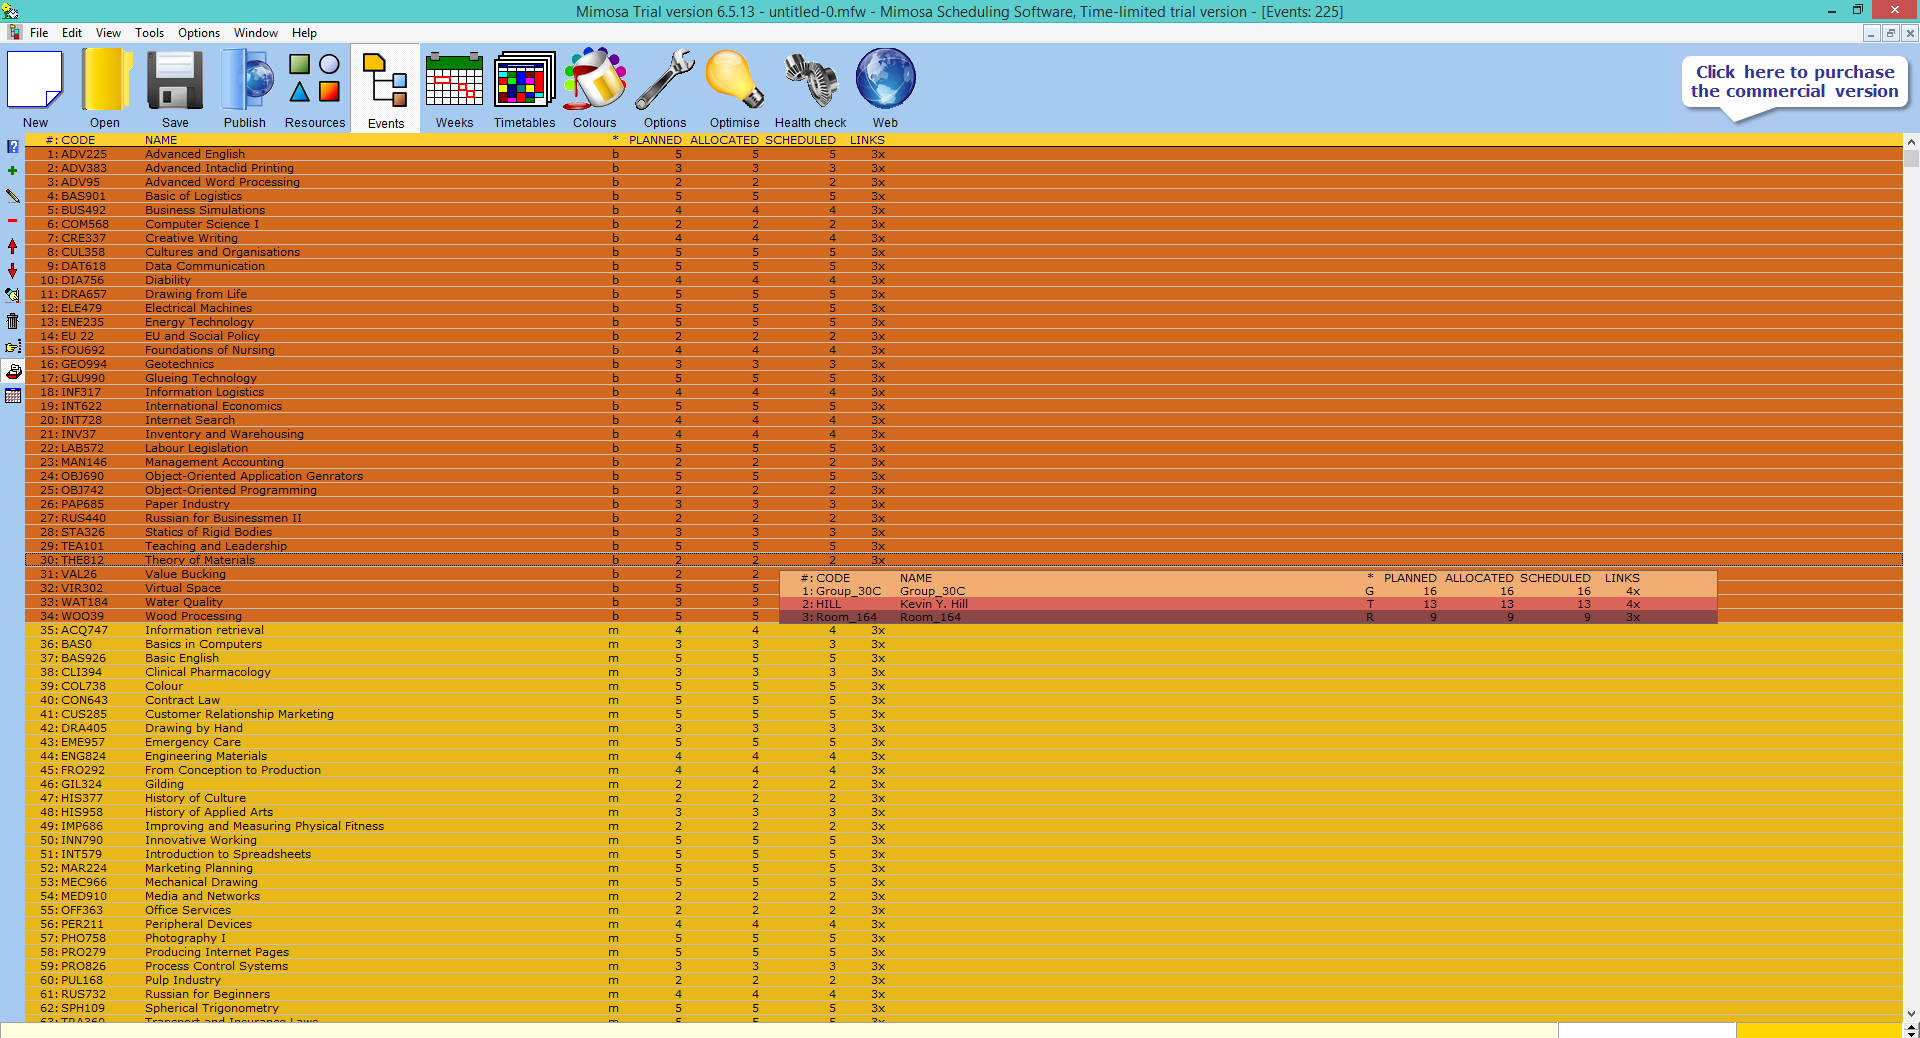 Mimosa Trial version 6.5.13 - untitled-0.mfw - Mimosa Scheduling Software, Time-limited trial version - [Events: 225]
File Edit View Tools Options Window Help
New Open Save Publish Resources Events Weeks Timetables Colours Options Optimise Health check Web
Click here to purchase
the commercial version
#: CODE NAME * PLANNED ALLOCATED SCHEDULED LINKS
1: ADV225 Advanced English b 5 5 5 3x
2: ADV383 Advanced Intaclid Printing b 3 3 3 3x
3: ADV95 Advanced Word Processing b 2 2 2 3x
4: BAS901 Basic of Logistics b 5 5 5 3x
5: BUS492 Business Simulations b 4 4 4 3x
6: COM568 Computer Science I b 2 2 2 3x
7: CRE337 Creative Writing b 4 4 4 3x
8: CUL358 Cultures and Organisations b 5 5 5 3x
9: DAT618 Data Communication b 5 5 5 3x
10: DIA756 Diability b 4 4 4 3x
11: DRA657 Drawing from Life b 5 5 5 3x
12: ELE479 Electrical Machines b 5 5 5 3x
13: ENE235 Energy Technology b 5 5 5 3x
14: EU 22 EU and Social Policy b 2 2 2 3x
15: FOU692 Foundations of Nursing b 4 4 4 3x
16: GEO994 Geotechnics b 3 3 3 3x
17: GLU990 Glueing Technology b 5 5 5 3x
18: INF317 Information Logistics b 4 4 4 3x
19: INT622 International Economics b 5 5 5 3x
20: INT728 Internet Search b 4 4 4 3x
21: INV37 Inventory and Warehousing b 4 4 4 3x
22: LAB572 Labour Legislation b 5 5 5 3x
23: MAN146 Management Accounting b 2 2 2 3x
24: OBJ690 Object-Oriented Application Genrators b 5 5 5 3x
25: OBJ742 Object-Oriented Programming b 2 2 2 3x
26: PAP685 Paper Industry b 3 3 3 3x
27: RUS440 Russian for Businessmen II b 2 2 2 3x
28: STA326 Statics of Rigid Bodies b 3 3 3 3x
29: TEA101 Teaching and Leadership b 5 5 5 3x
30: THE812 Theory of Materials b 2 2 2 3x
31: VAL26 Value Bucking b 2 2
32: VIR302 Virtual Space b 5 5
33: WAT184 Water Quality b 3 3
34: WOO39 Wood Processing b 5 5
#: CODE NAME * PLANNED ALLOCATED SCHEDULED LINKS
1: Group_30C Group_30C G 16 16 16 4x
2: HILL Kevin Y. Hill T 13 13 13 4x
3: Room_164 Room_164 R 9 9 9 3x
35: ACQ747 Information retrieval m 4 4 4 3x
36: BAS0 Basics in Computers m 3 3 3 3x
37: BAS926 Basic English m 5 5 5 3x
38: CLI394 Clinical Pharmacology m 3 3 3 3x
39: COL738 Colour m 5 5 5 3x
40: CON643 Contract Law m 5 5 5 3x
41: CUS285 Customer Relationship Marketing m 5 5 5 3x
42: DRA405 Drawing by Hand m 3 3 3 3x
43: EME957 Emergency Care m 5 5 5 3x
44: ENG824 Engineering Materials m 4 4 4 3x
45: FRO292 From Conception to Production m 4 4 4 3x
46: GIL324 Gilding m 2 2 2 3x
47: HIS377 History of Culture m 2 2 2 3x
48: HIS958 History of Applied Arts m 3 3 3 3x
49: IMP686 Improving and Measuring Physical Fitness m 2 2 2 3x
50: INN790 Innovative Working m 5 5 5 3x
51: INT579 Introduction to Spreadsheets m 5 5 5 3x
52: MAR224 Marketing Planning m 5 5 5 3x
53: MEC966 Mechanical Drawing m 5 5 5 3x
54: MED910 Media and Networks m 2 2 2 3x
55: OFF363 Office Services m 2 2 2 3x
56: PER211 Peripheral Devices m 4 4 4 3x
57: PHO758 Photography I m 5 5 5 3x
58: PRO279 Producing Internet Pages m 5 5 5 3x
59: PRO826 Process Control Systems m 3 3 3 3x
60: PUL168 Pulp Industry m 2 2 2 3x
61: RUS732 Russian for Beginners m 4 4 4 3x
62: SPH109 Spherical Trigonometry m 5 5 5 3x
63: TRA360 Transport and Insurance Laws m 5 5 5 3x